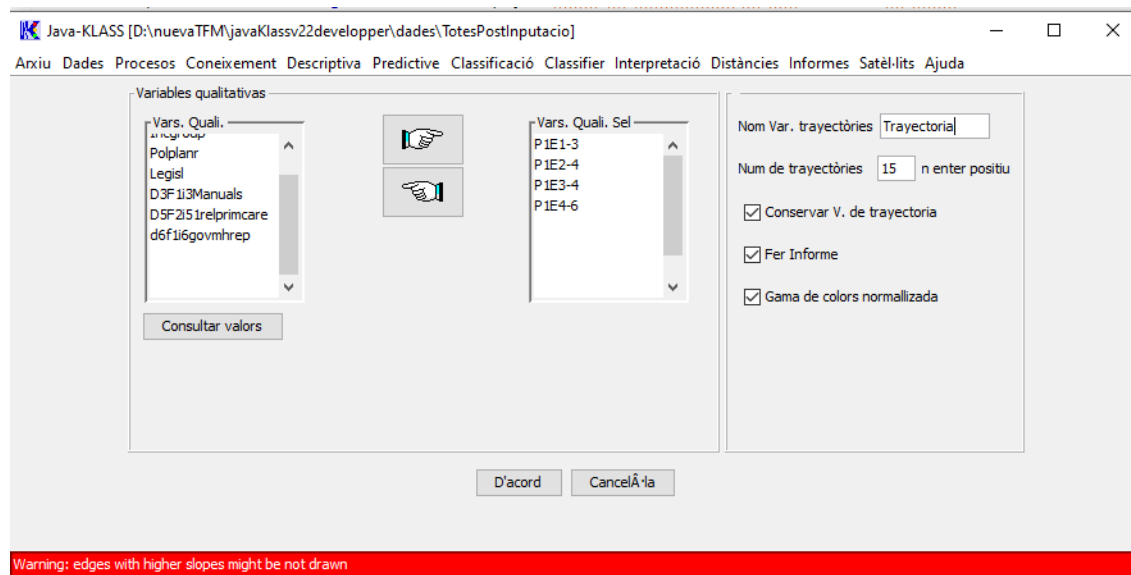 Java-KLASS [D:\nuevaTFM\javaKlassv22developper\dades\TotesPostInputacio]
Arxiu Dades Procesos Coneixement Descriptiva Predictive Classificació Classifier Interpretació Distàncies Informes Satèl·lits Ajuda
Variables qualitativas
Vars. Quali.
Polplanr
Legisl
D3F1i3Manuals
D5F2i51relprimcare
d6f1i6govmhrep
Consultar valors
Vars. Quali. Sel
P1E1-3
P1E2-4
P1E3-4
P1E4-6
Nom Var. trayectòries Trayectoria
Num de trayectòries 15 n enter positiu
Conservar V. de trayectoria
Fer Informe
Gama de colors normallizada
D'acord CancelÂ·la
Warning: edges with higher slopes might be not drawn